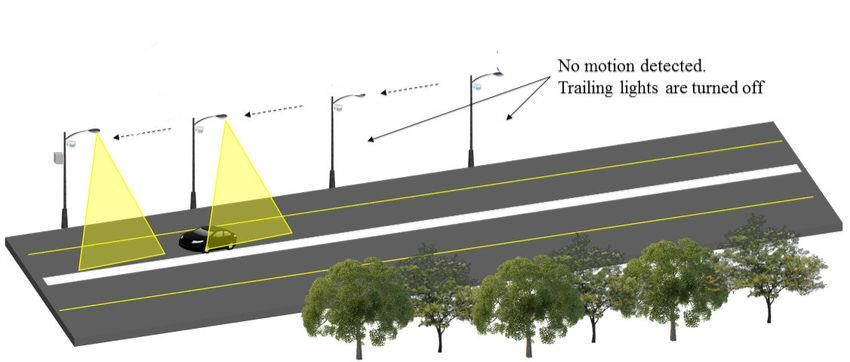 No motion detected.
Trailing lights are turned off